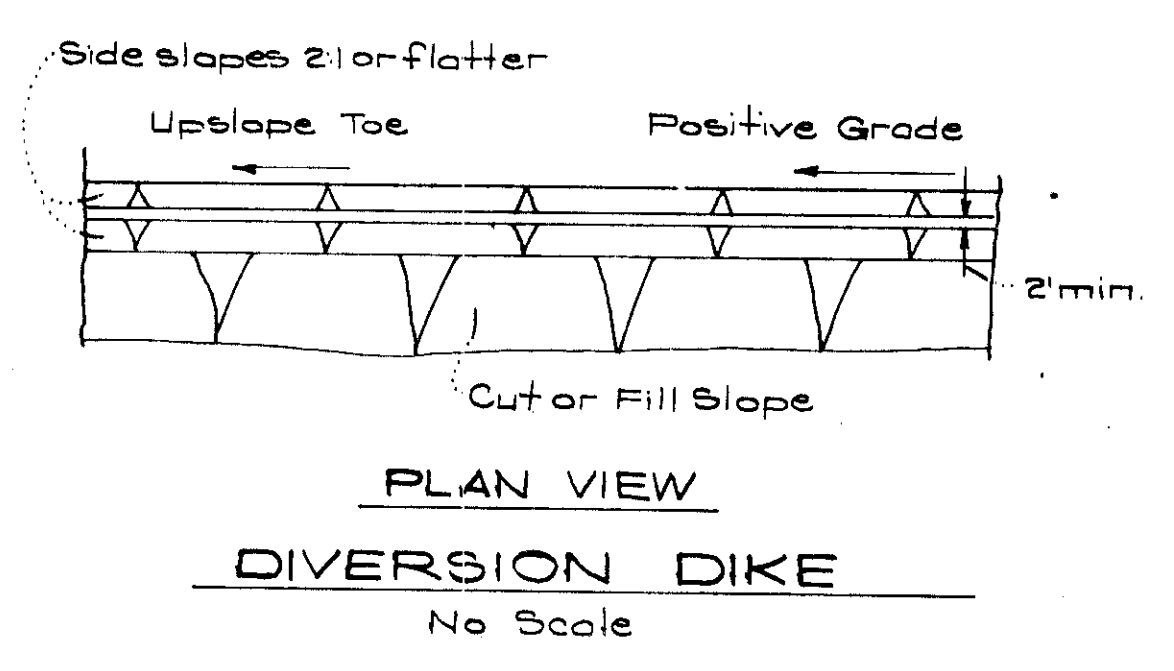 Side slopes 2:1 or flatter
Upslope Toe
Positive Grade
2' min.
Cut or Fill Slope
PLAN VIEW
DIVERSION DIKE
No Scale